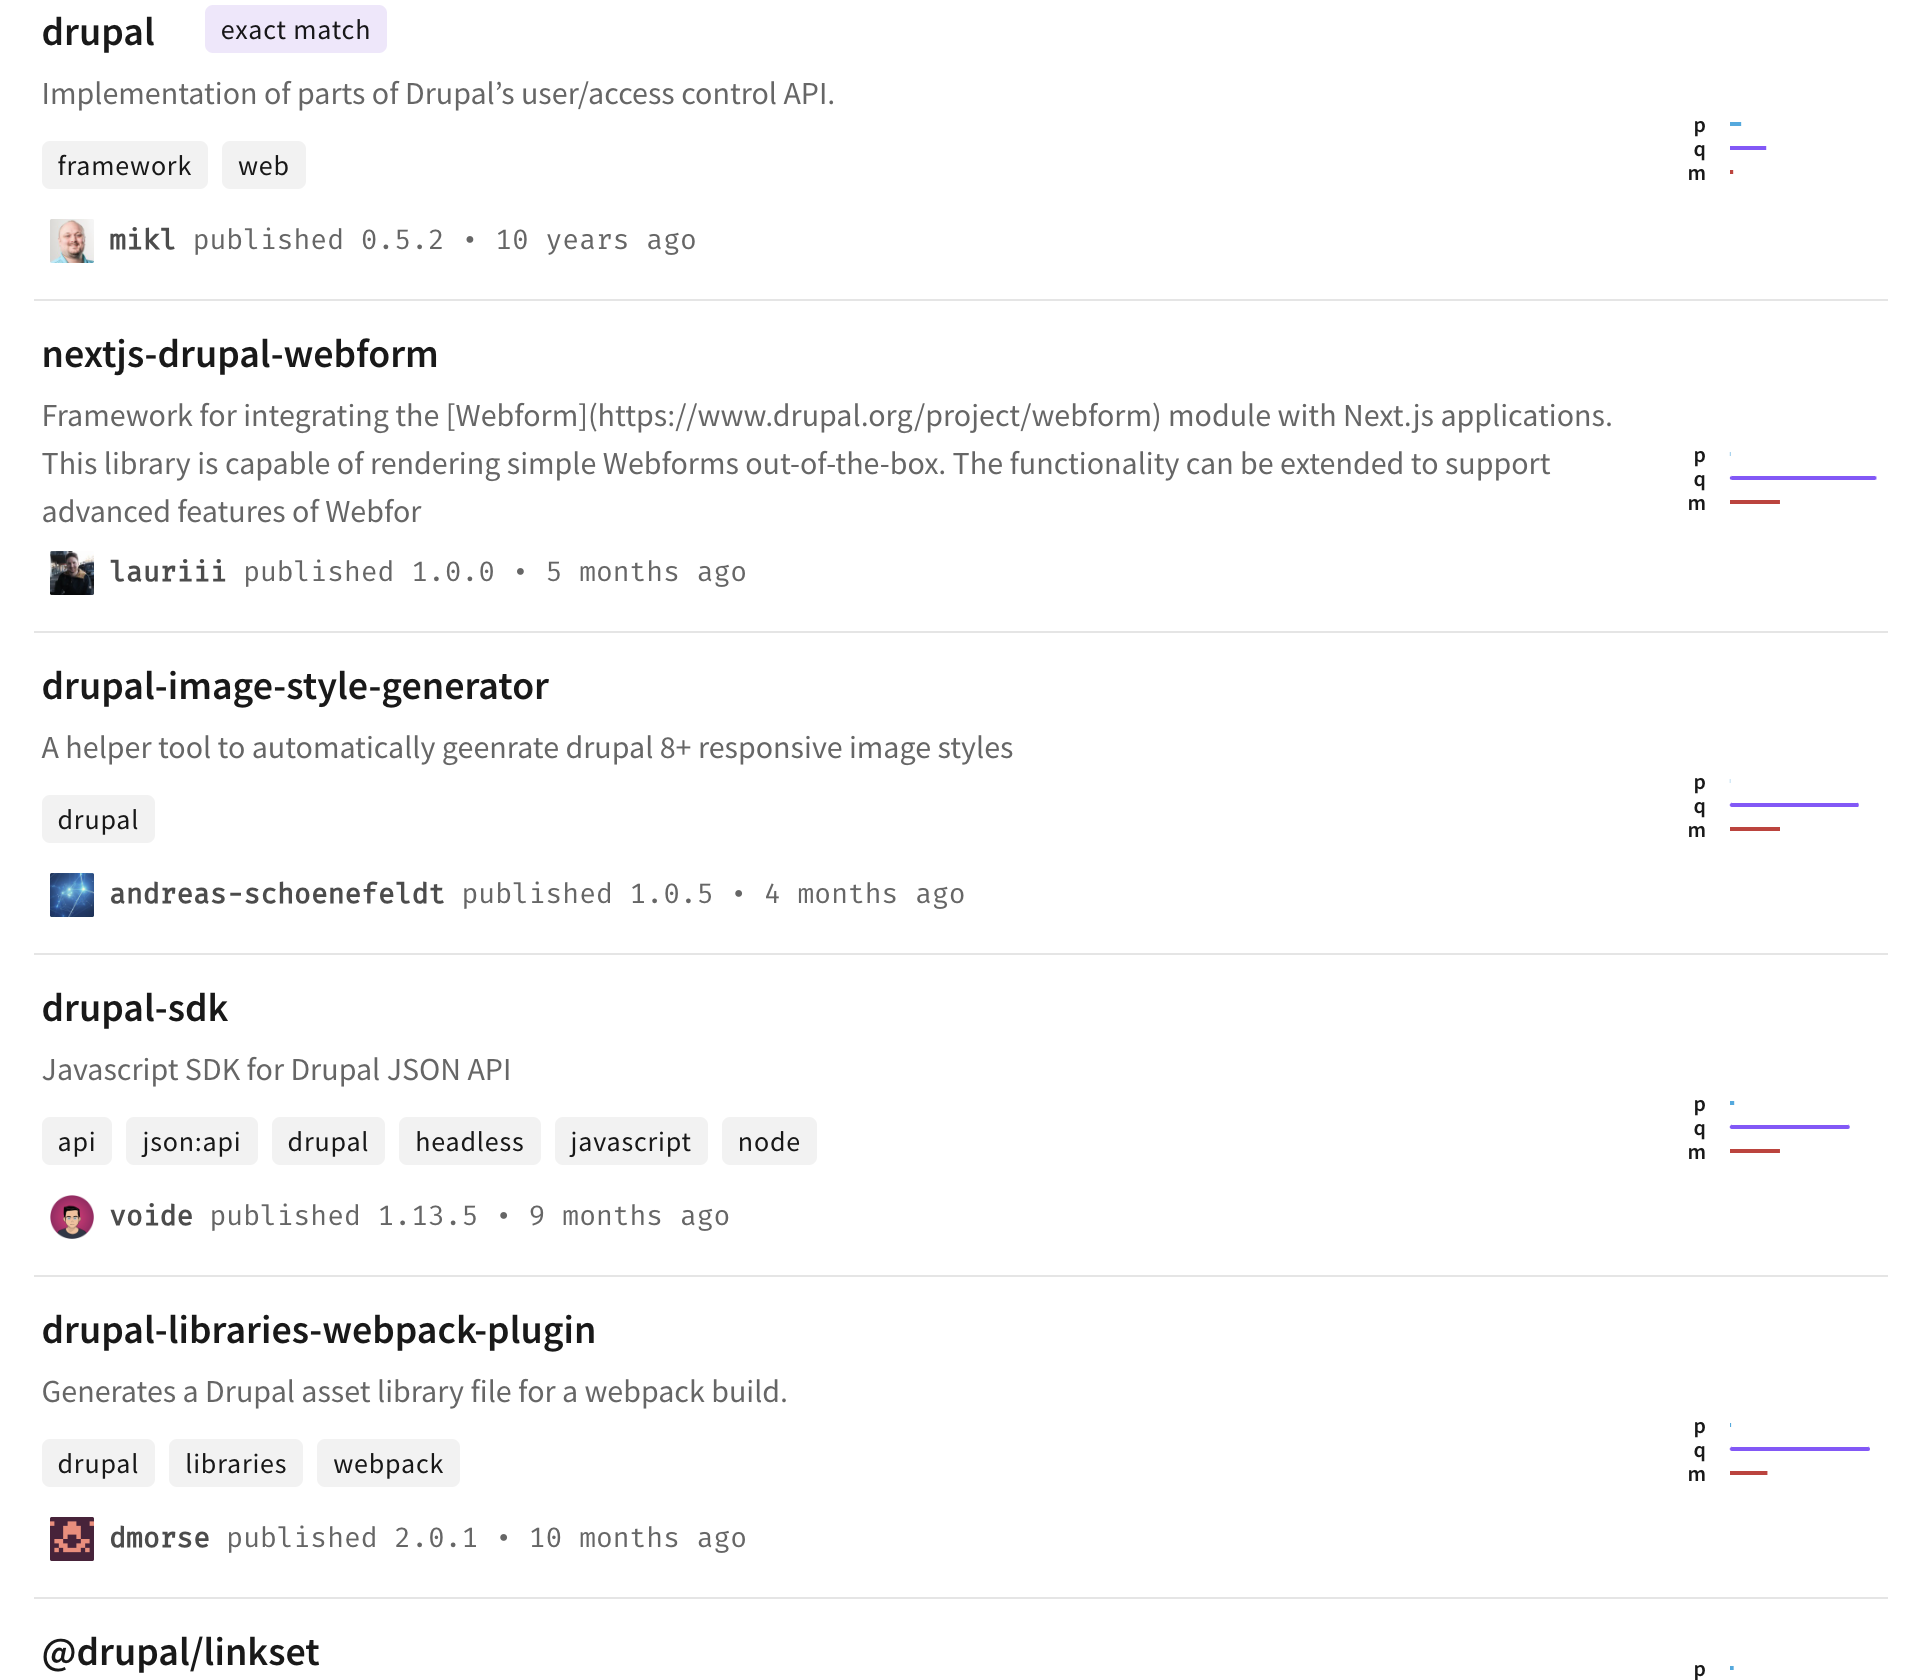 drupal exact match
Implementation of parts of Drupal’s user/access control API.
framework web
p
q
m
mikl published 0.5.2 • 10 years ago
nextjs-drupal-webform
Framework for integrating the [Webform](https://www.drupal.org/project/webform) module with Next.js applications.
This library is capable of rendering simple Webforms out-of-the-box. The functionality can be extended to support
advanced features of Webfor
p
q
m
lauriii published 1.0.0 • 5 months ago
drupal-image-style-generator
A helper tool to automatically geenrate drupal 8+ responsive image styles
drupal
p
q
m
andreas-schoenefeldt published 1.0.5 • 4 months ago
drupal-sdk
Javascript SDK for Drupal JSON API
api json:api drupal headless javascript node
p
q
m
voide published 1.13.5 • 9 months ago
drupal-libraries-webpack-plugin
Generates a Drupal asset library file for a webpack build.
drupal libraries webpack
p
q
m
dmorse published 2.0.1 • 10 months ago
@drupal/linkset
p